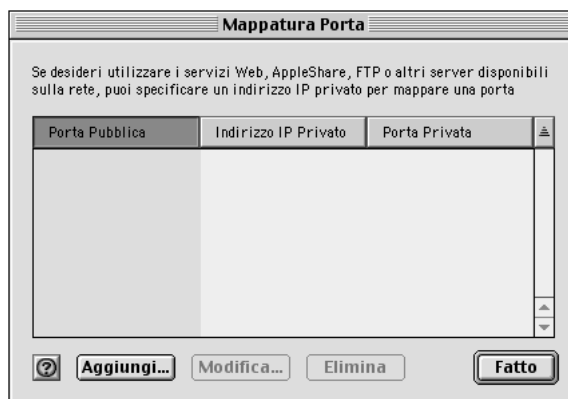 Mappatura Porta
Se desideri utilizzare i servizi Web, AppleShare, FTP o altri server disponibili
sulla rete, puoi specificare un indirizzo IP privato per mappare una porta
Porta Pubblica Indirizzo IP Privato Porta Privata
? Aggiungi... Modifica... Elimina Fatto